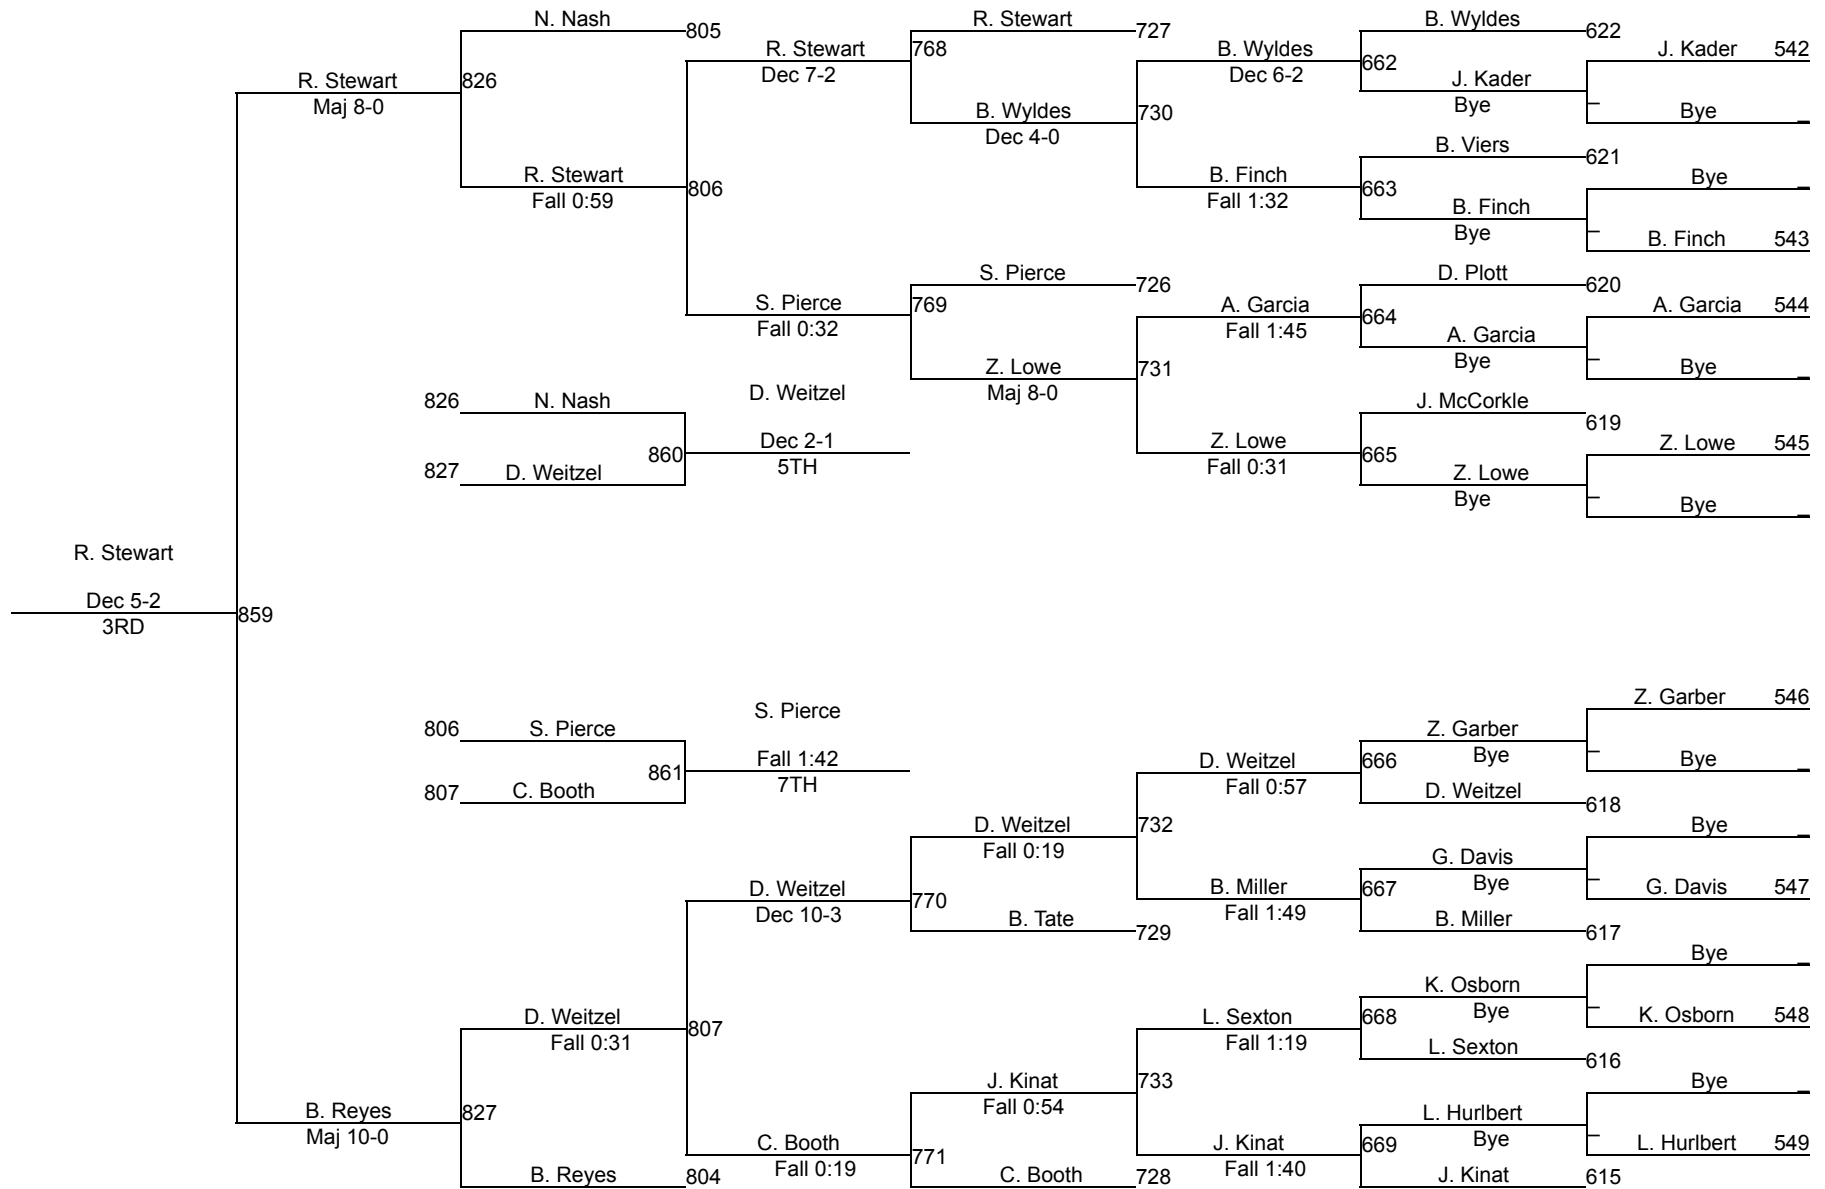 N. Nash
805
R. Stewart
Maj 8-0
826
R. Stewart
Fall 0:59
R. Stewart
Dec 7-2
806
768
R. Stewart
727
B. Wyldes
Dec 4-0
B. Wyldes
Dec 6-2
730
B. Finch
Fall 1:32
B. Wyldes
622
662
J. Kader
Bye
J. Kader 542
_
Bye _
B. Viers
621
663
B. Finch
Bye
Bye _
_
B. Finch 543
S. Pierce
Fall 0:32
769
S. Pierce
726
Z. Lowe
Maj 8-0
A. Garcia
Fall 1:45
731
Z. Lowe
Fall 0:31
D. Plott
620
664
A. Garcia
Bye
A. Garcia 544
_
Bye _
J. McCorkle
619
665
Z. Lowe
Bye
Z. Lowe 545
_
Bye _
826 N. Nash
827 D. Weitzel
860
D. Weitzel
Dec 2-1
5TH
R. Stewart
Dec 5-2
3RD
859
806 S. Pierce
807 C. Booth
861
S. Pierce
Fall 1:42
7TH
Z. Garber
Bye
Z. Garber 546
_
Bye _
D. Weitzel
Fall 0:57
666
D. Weitzel
618
D. Weitzel
Fall 0:19
732
B. Miller
Fall 1:49
667
G. Davis
Bye
Bye _
_
G. Davis 547
B. Miller
617
D. Weitzel
Dec 10-3
770
B. Tate
729
D. Weitzel
Fall 0:31
807
K. Osborn
Bye
Bye _
_
K. Osborn 548
L. Sexton
Fall 1:19
668
L. Sexton
616
J. Kinat
Fall 0:54
733
J. Kinat
Fall 1:40
669
L. Hurlbert
Bye
Bye _
_
L. Hurlbert 549
J. Kinat
615
B. Reyes
Maj 10-0
827
C. Booth
Fall 0:19
771
C. Booth
728
B. Reyes
804